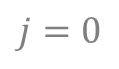 j = 0